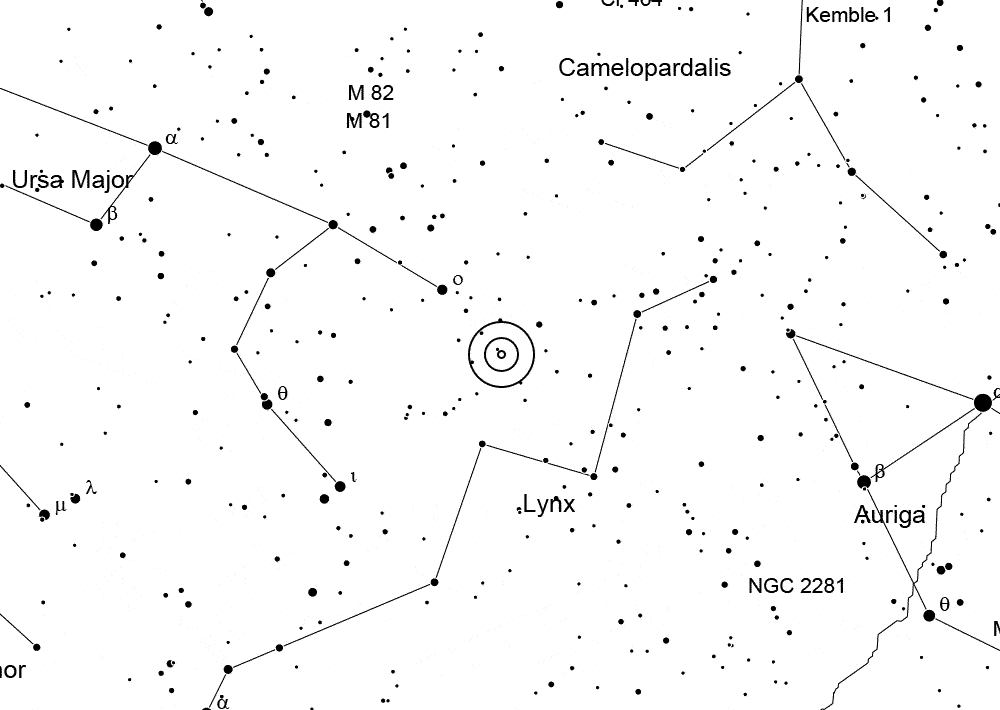 Kemble 1
Camelopardalis
M 82
M 81
α
Ursa Major
β
ο
θ
α
ι
β
λ
μ
Lynx
Auriga
NGC 2281
θ
α